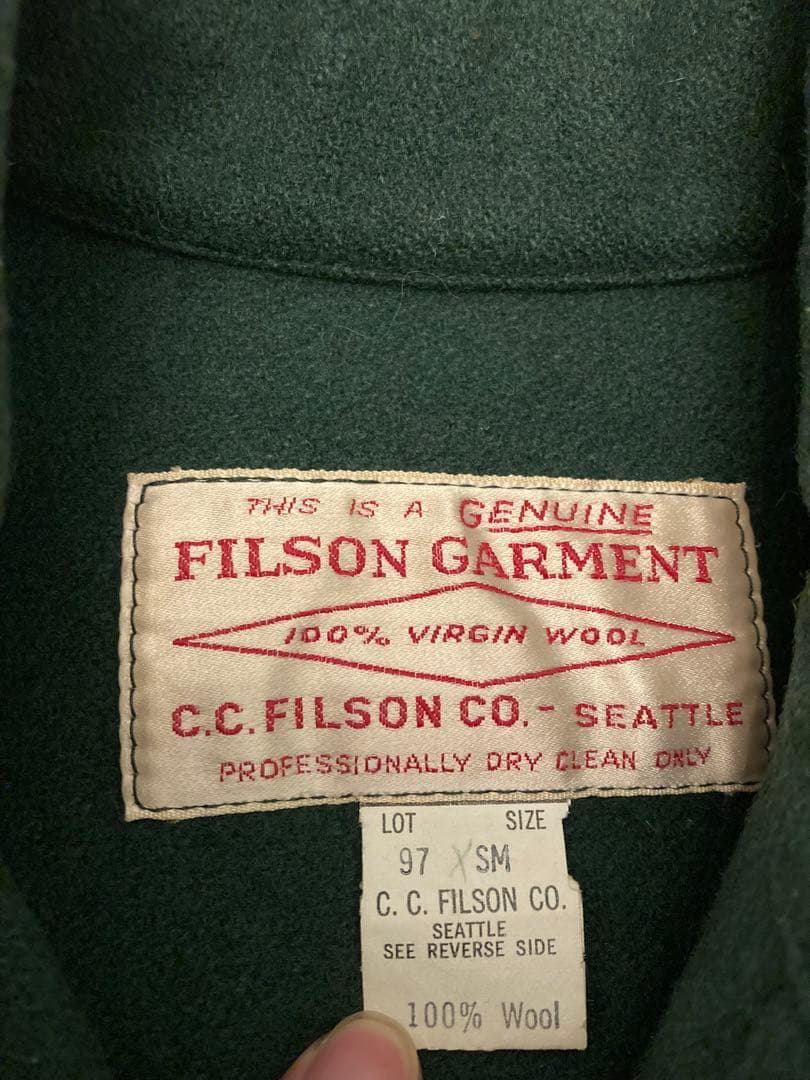 THIS IS A GENUINE
FILSON GARMENT
100% VIRGIN WOOL
C.C. FILSON CO. - SEATTLE
PROFESSIONALLY DRY CLEAN ONLY
LOT SIZE
97 X SM
C. C. FILSON CO.
SEATTLE
SEE REVERSE SIDE
100% Wool